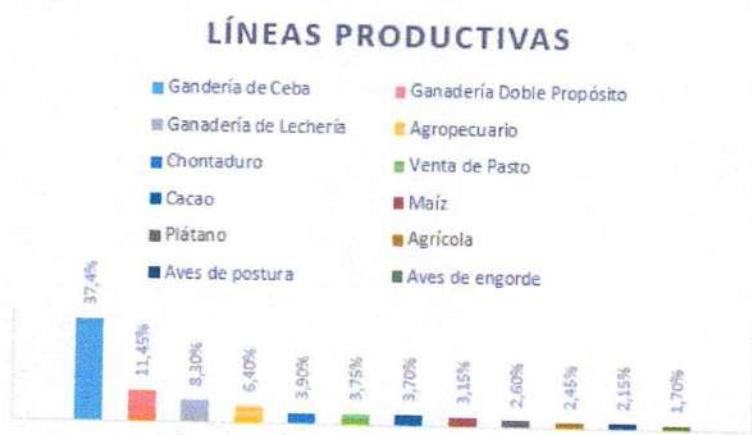 LÍNEAS PRODUCTIVAS
Gandería de Ceba
Ganadería Doble Propósito
Ganadería de Lechería
Agropecuario
Chontaduro
Venta de Pasto
Cacao
Maíz
Plátano
Agrícola
Aves de postura
Aves de engorde
37,4%
11,45%
8,30%
6,40%
3,90%
3,75%
3,70%
3,15%
2,60%
2,45%
2,15%
1,70%